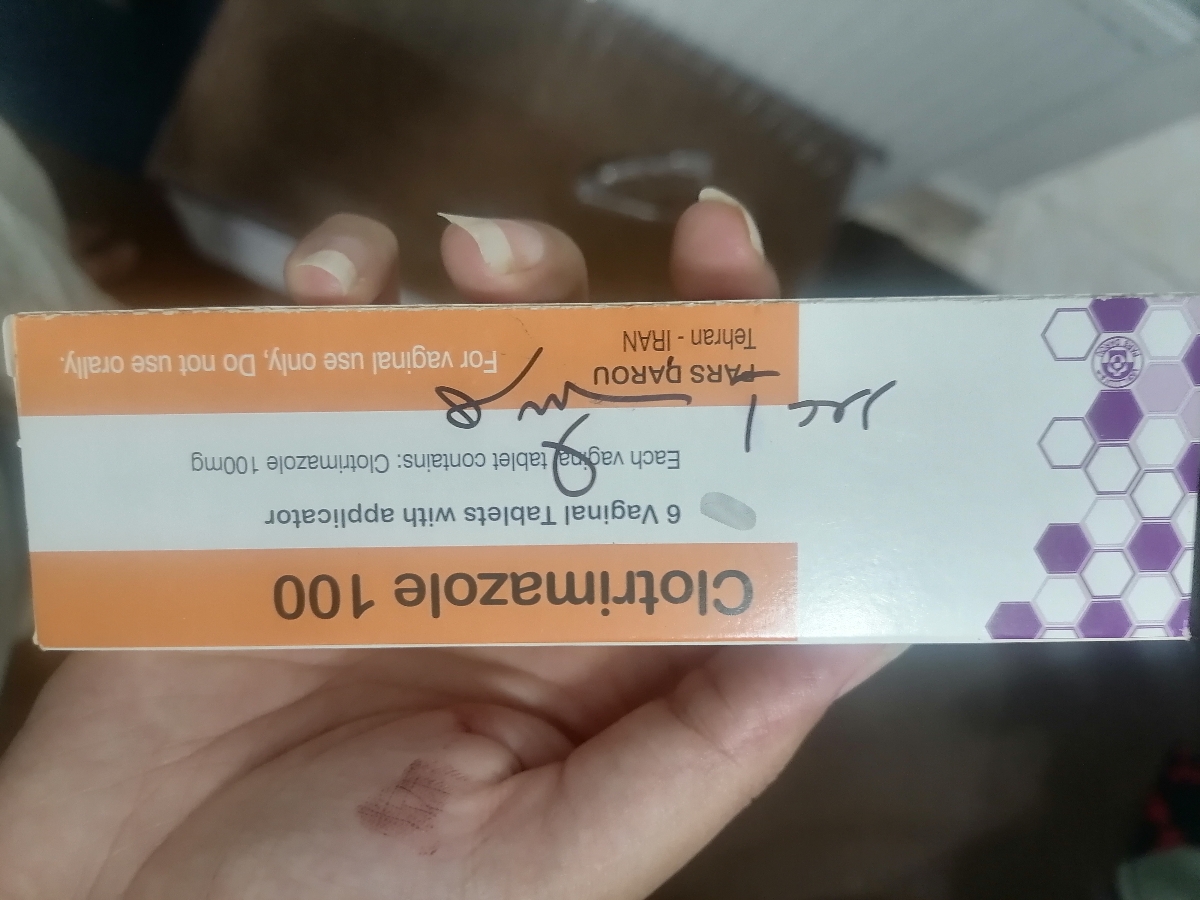 Clotrimazole 100
6 Vaginal Tablets with applicator
Each vaginal tablet contains: Clotrimazole 100mg
PARS DAROU
Tehran - IRAN
For vaginal use only, Do not use orally.